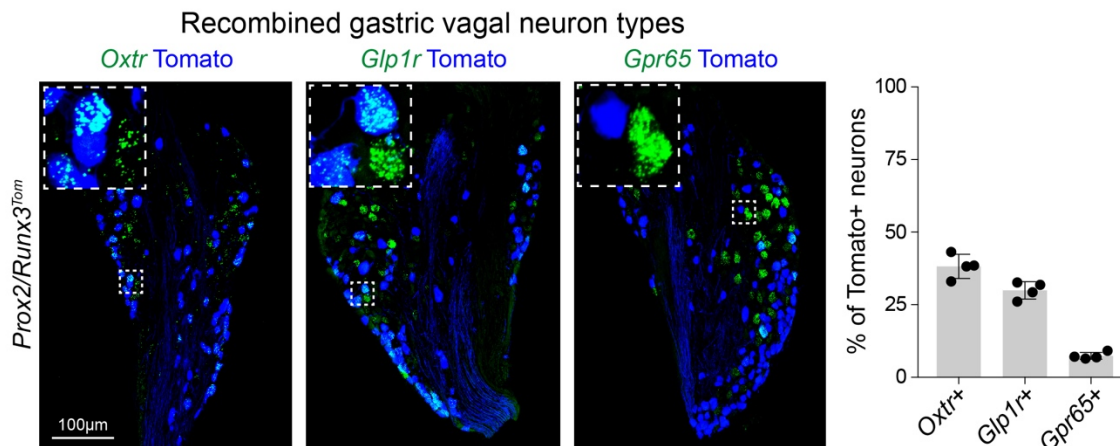 Recombined gastric vagal neuron types
Oxtr Tomato
Glp1r Tomato
Gpr65 Tomato
Prox2/Runx3Tom
100µm
% of Tomato+ neurons
100
75
50
25
0
Oxtr+
Glp1r+
Gpr65+